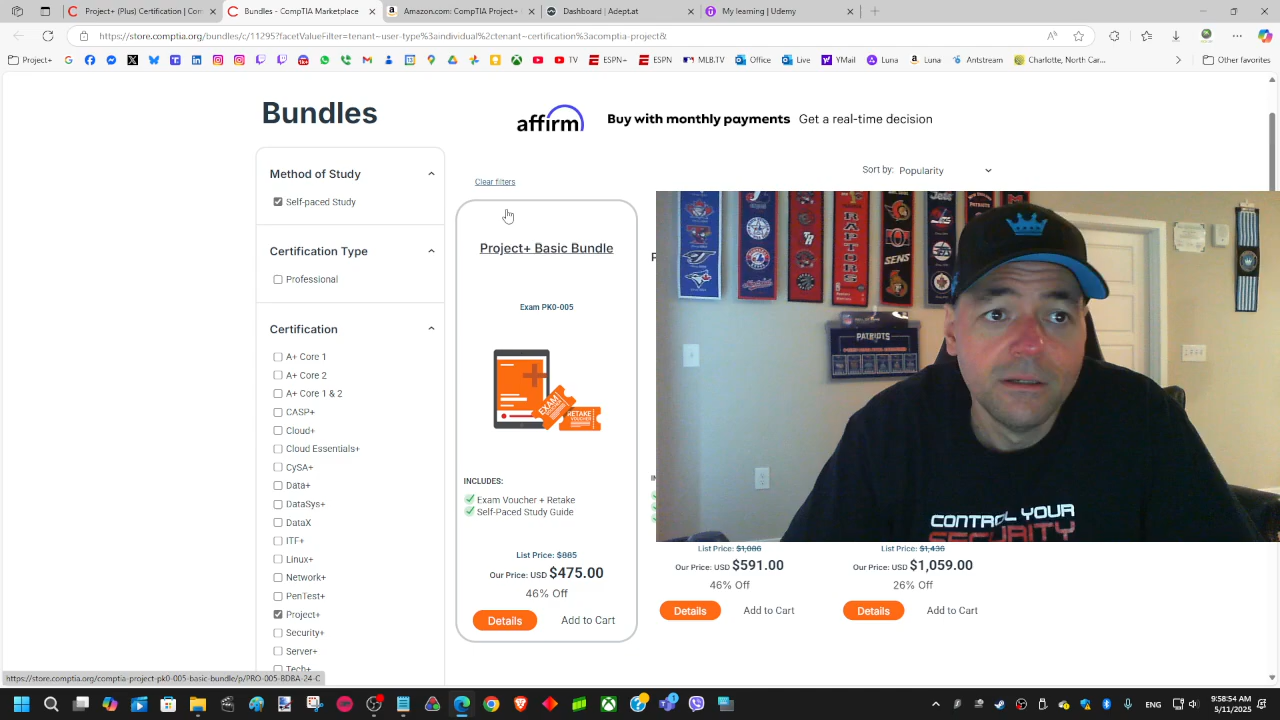 Project+ (Plus) Certification | C
Bundles
Amazon.com: CompTIA Project+
Dashboard | Adept.at
My learning | Udemy
https://store.comptia.org/bundles/c/11295?facetValueFilter=tenant~user-type%3aindividual%2ctenant~certification%3acomptia-project&
Project+
ESPN+
ESPN
MLB.TV
Office
Live
YMail
Luna
Luna
Antstream
Charlotte, North Car...
Other favorites
TV
Bundles
affirm
Buy with monthly payments Get a real-time decision
Sort by: Popularity
Clear filters
Method of Study
Self-paced Study
Certification Type
Professional
Certification
A+ Core 1
A+ Core 2
A+ Core 1 & 2
CASP+
Cloud+
Cloud Essentials+
CySA+
Data+
DataSys+
DataX
ITF+
Linux+
Network+
PenTest+
Project+
Security+
Server+
Tech+
Project+ Basic Bundle
Exam PK0-005
EXAM VOUCHER
RETAKE VOUCHER
INCLUDES:
Exam Voucher + Retake
Self-Paced Study Guide
List Price: $885
Our Price: USD $475.00
46% Off
Details
Add to Cart
List Price: $1,086
Our Price: USD $591.00
46% Off
Details
Add to Cart
List Price: $1,436
Our Price: USD $1,059.00
26% Off
Details
Add to Cart
RAPTORS
SENS
PATRIOTS
PATRIOTS
CONTROL YOUR
SECURITY
https://store.comptia.org/comptia-project-pk0-005-basic-bundle/p/PRO-005-BDBA-24-C
ENG
9:58:54 AM
5/11/2025